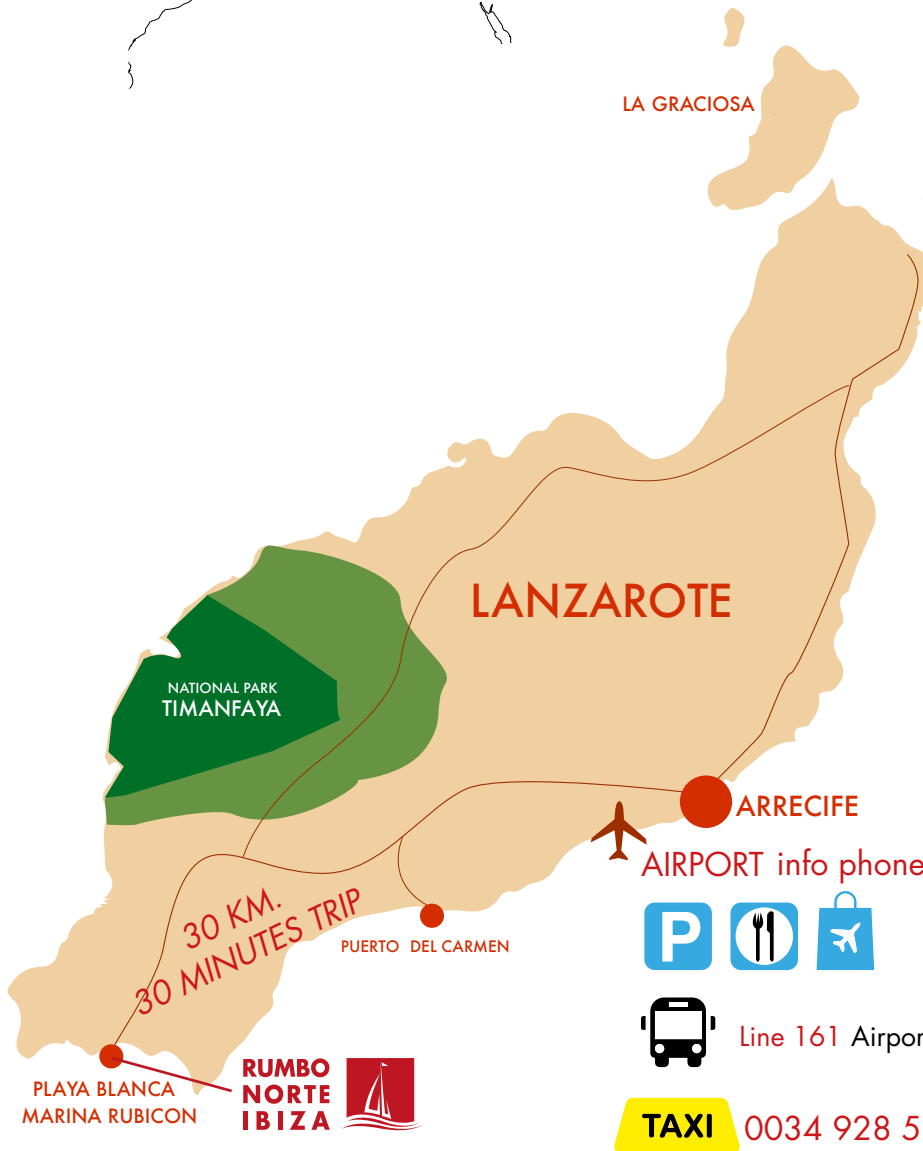 LA GRACIOSA
LANZAROTE
NATIONAL PARK
TIMANFAYA
ARRECIFE
AIRPORT info phone
30 KM.
30 MINUTES TRIP
PUERTO DEL CARMEN
P
Line 161 Airpor
RUMBO
NORTE
IBIZA
PLAYA BLANCA
MARINA RUBICON
TAXI 0034 928 5